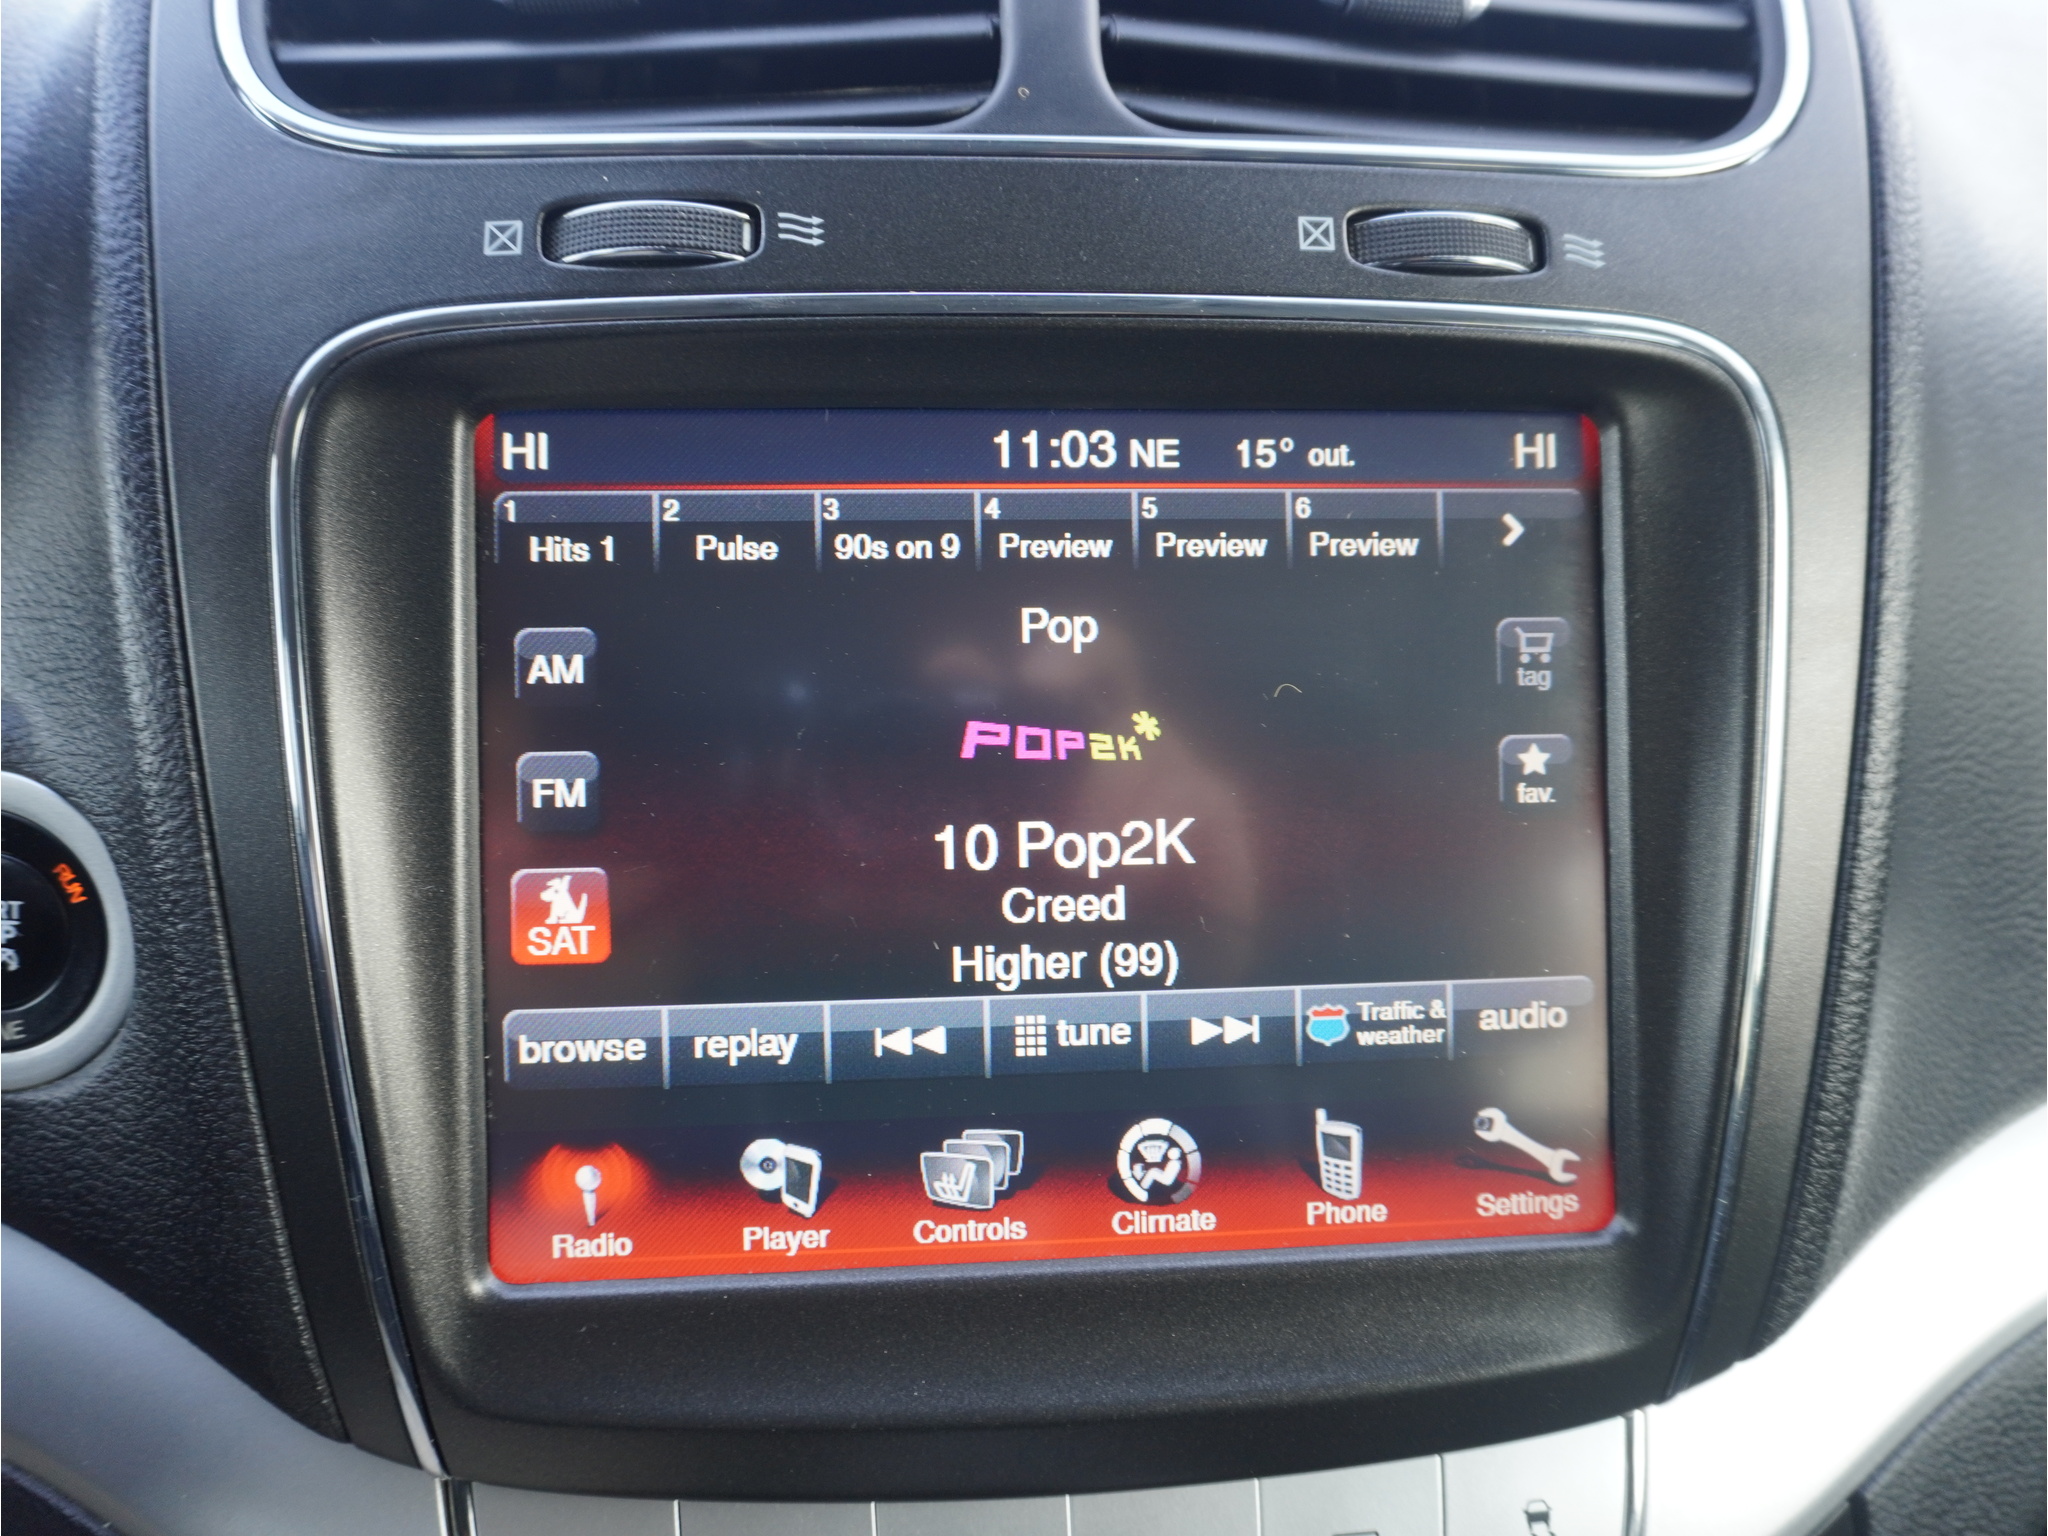 HI 11:03 NE 15° out. HI
1 2 3 4 5 6
Hits 1 Pulse 90s on 9 Preview Preview Preview
Pop
AM
tag
POP2K*
FM
fav.
10 Pop2K
RUN
Creed
SAT
Higher (99)
browse replay tune Traffic & weather audio
Radio Player Controls Climate Phone Settings